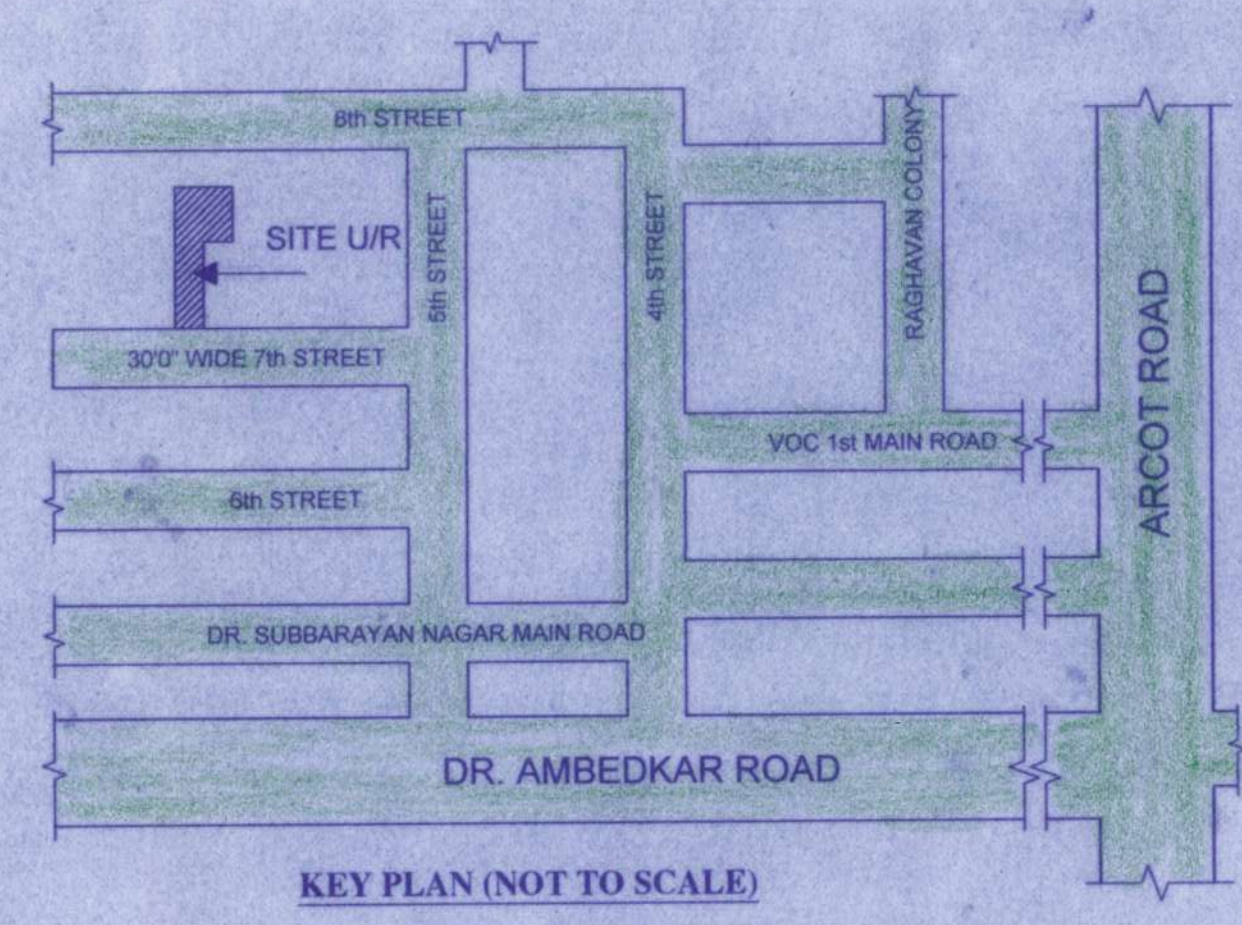 8th STREET
SITE U/R
5th STREET
4th STREET
RAGHAVAN COLONY
ARCOT ROAD
30'0" WIDE 7th STREET
VOC 1st MAIN ROAD
6th STREET
DR. SUBBARAYAN NAGAR MAIN ROAD
DR. AMBEDKAR ROAD
KEY PLAN (NOT TO SCALE)